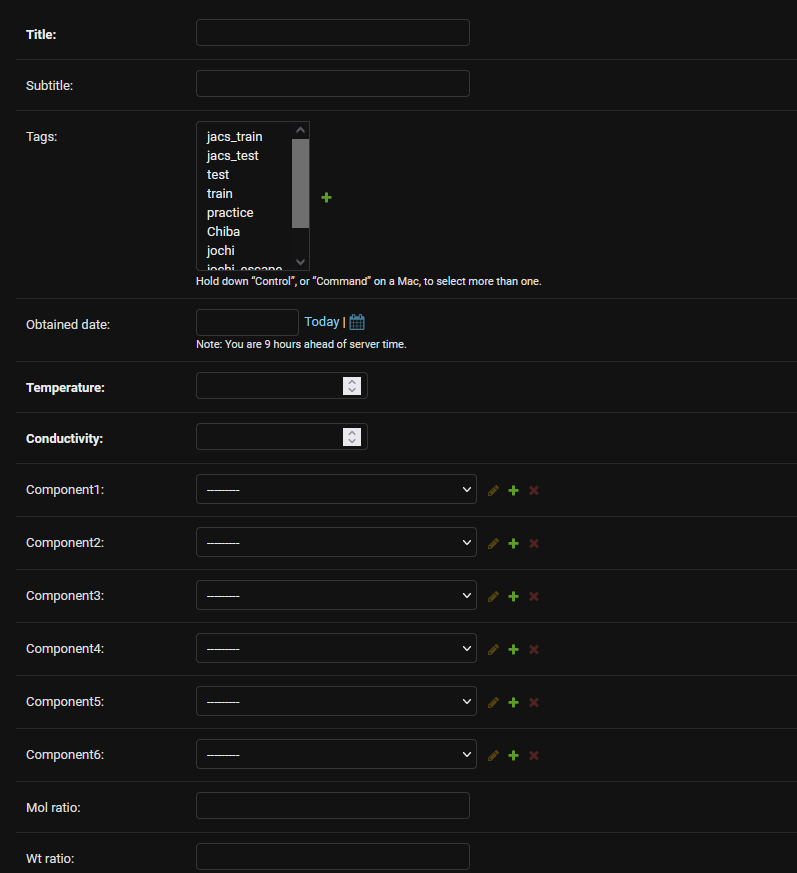 Title:
Subtitle:
Tags:
jacs_train
jacs_test
test
train
practice
Chiba
jochi
jochi_escape
Hold down “Control”, or “Command” on a Mac, to select more than one.
Obtained date:
Today |
Note: You are 9 hours ahead of server time.
Temperature:
Conductivity:
Component1:
---------
Component2:
---------
Component3:
---------
Component4:
---------
Component5:
---------
Component6:
---------
Mol ratio:
Wt ratio: